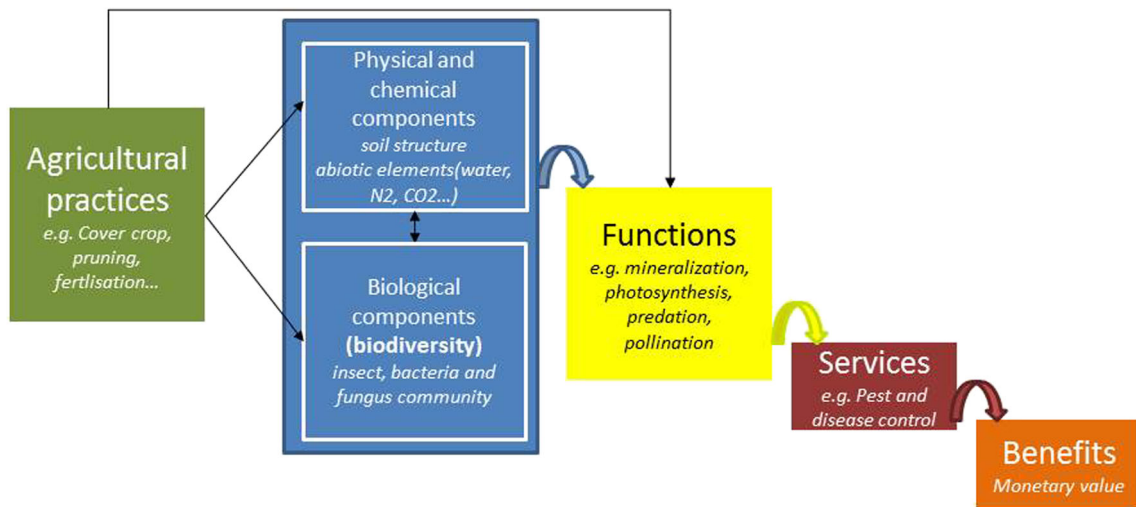 Agricultural
practices
e.g. Cover crop,
pruning,
fertlisation...
Physical and
chemical
components
soil structure
abiotic elements(water,
N2, CO2...)
Biological
components
(biodiversity)
insect, bacteria and
fungus community
Functions
e.g. mineralization,
photosynthesis,
predation,
pollination
Services
e.g. Pest and
disease control
Benefits
Monetary value